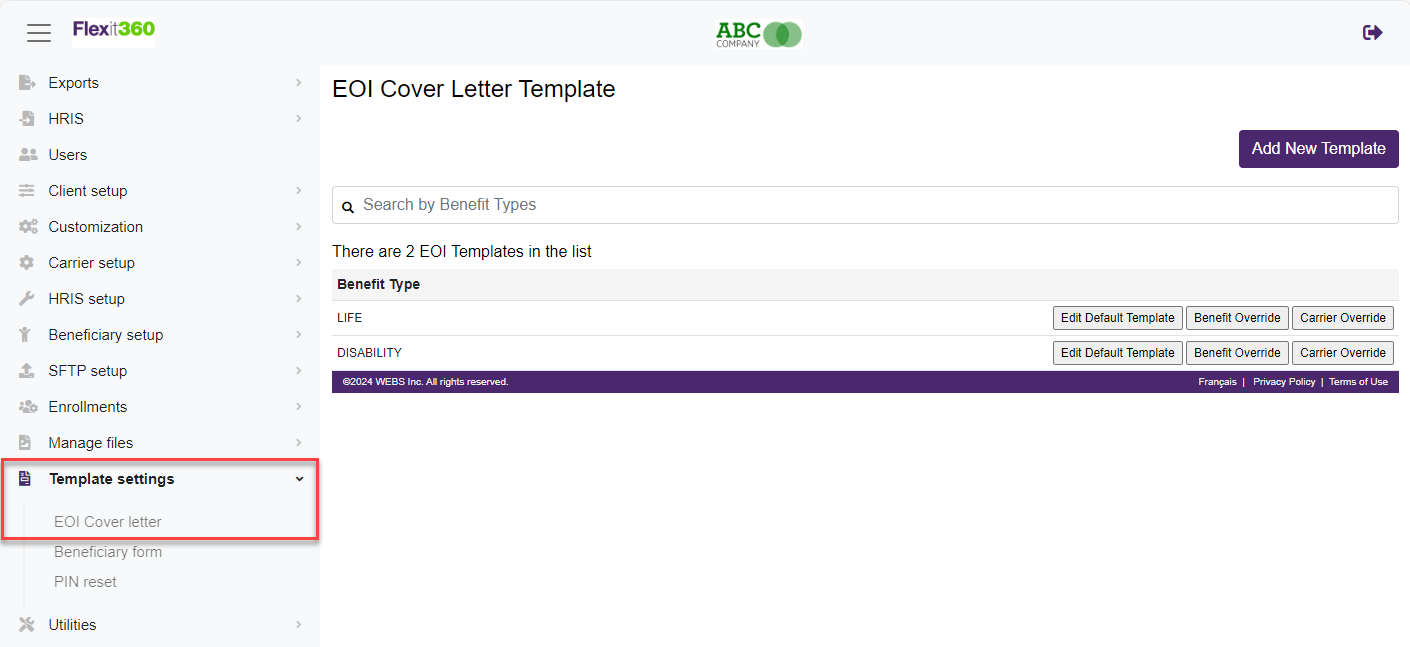 Flexit360
ABC
COMPANY
Exports
HRIS
Users
Client setup
Customization
Carrier setup
HRIS setup
Beneficiary setup
SFTP setup
Enrollments
Manage files
Template settings
EOI Cover letter
Beneficiary form
PIN reset
Utilities
EOI Cover Letter Template
Add New Template
Search by Benefit Types
There are 2 EOI Templates in the list
Benefit Type
LIFE Edit Default Template Benefit Override Carrier Override
DISABILITY Edit Default Template Benefit Override Carrier Override
©2024 WEBS Inc. All rights reserved. Français | Privacy Policy | Terms of Use